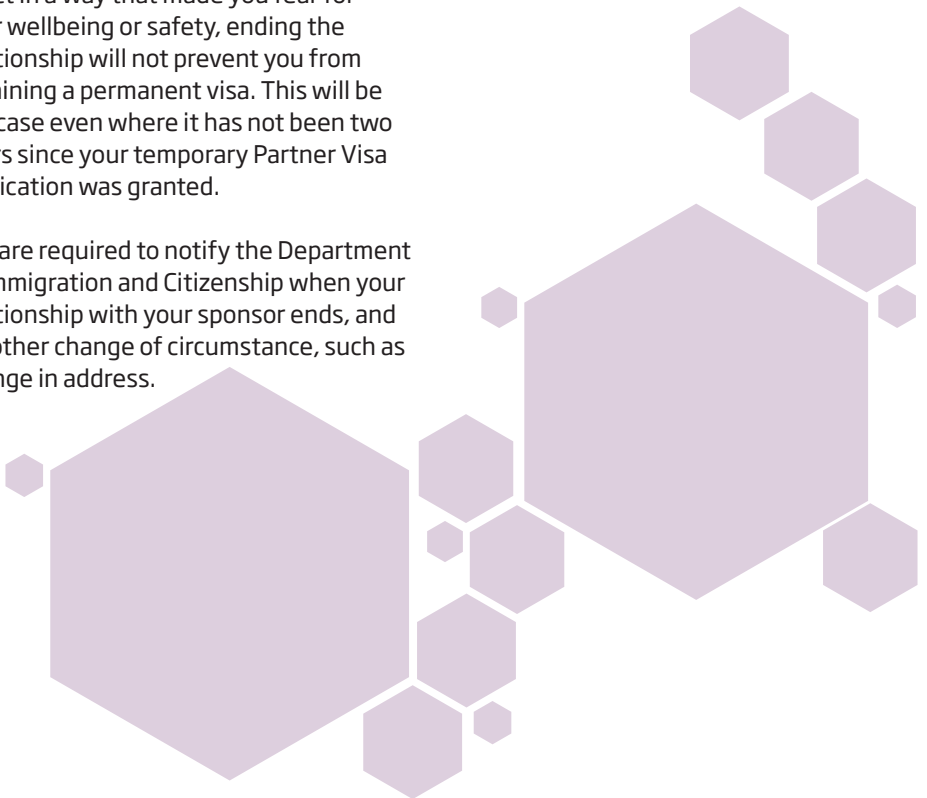 et in a way that made you fear for
r wellbeing or safety, ending the
tionship will not prevent you from
ining a permanent visa. This will be
case even where it has not been two
rs since your temporary Partner Visa
ication was granted.
are required to notify the Department
mmigration and Citizenship when your
tionship with your sponsor ends, and
other change of circumstance, such as
nge in address.